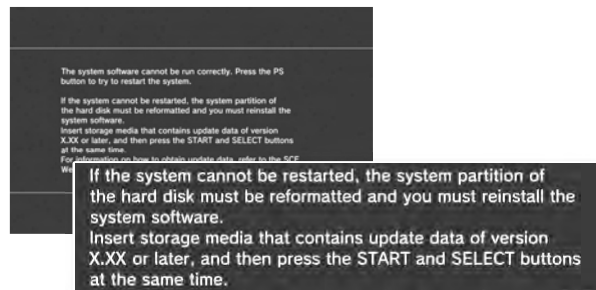 The system software cannot be run correctly. Press the PS
button to try to restart the system.
If the system cannot be restarted, the system partition of
the hard disk must be reformatted and you must reinstall the
system software.
Insert storage media that contains update data of version
X.XX or later, and then press the START and SELECT buttons
at the same time.
For information on how to obtain update data, refer to the SCE
We
If the system cannot be restarted, the system partition of
the hard disk must be reformatted and you must reinstall the
system software.
Insert storage media that contains update data of version
X.XX or later, and then press the START and SELECT buttons
at the same time.